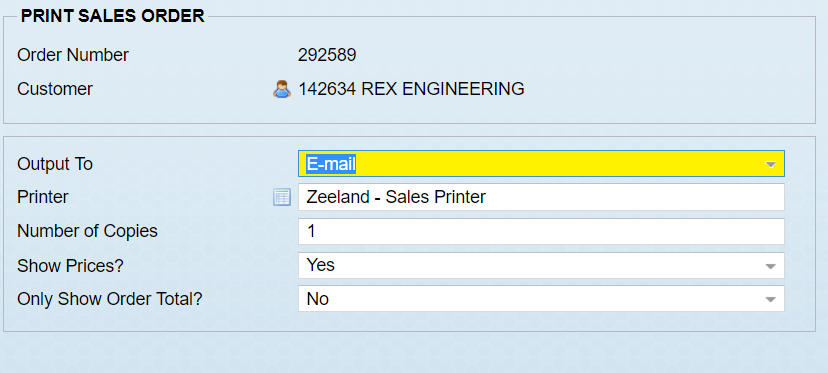 PRINT SALES ORDER
Order Number 292589
Customer 142634 REX ENGINEERING
Output To E-mail
Printer Zeeland - Sales Printer
Number of Copies 1
Show Prices? Yes
Only Show Order Total? No